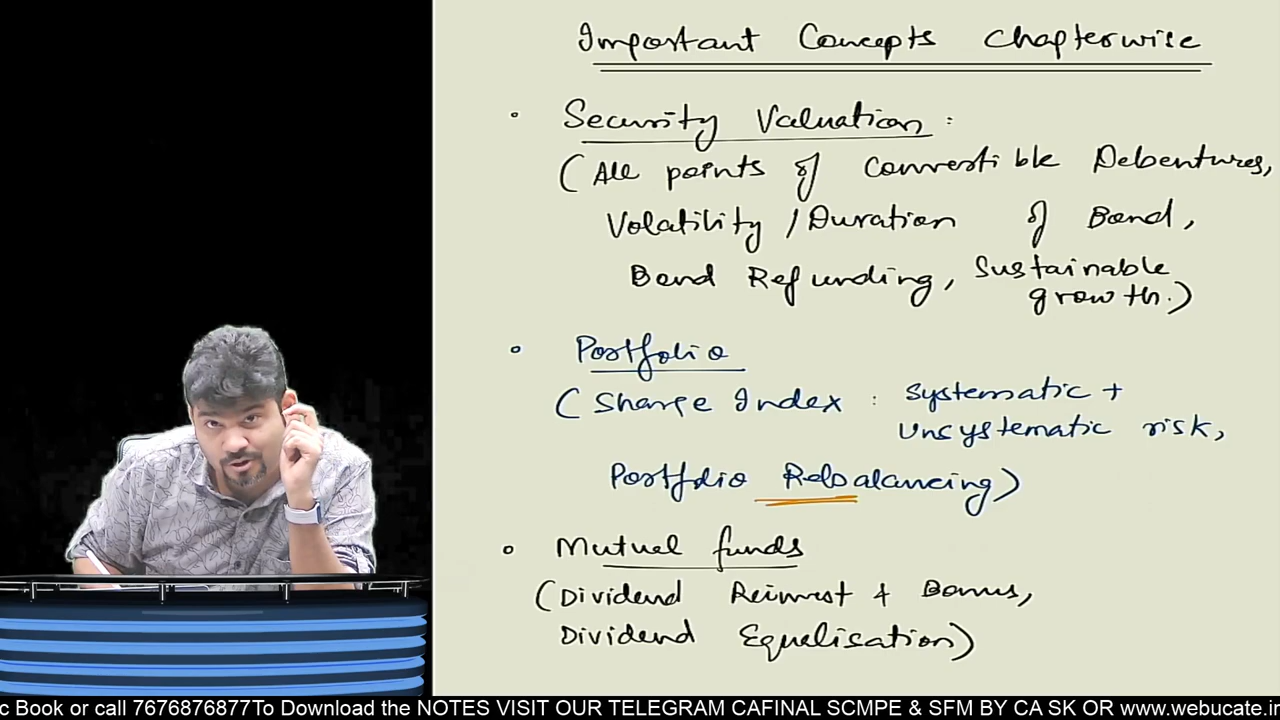 Important Concepts Chapterwise
• Security Valuation :
(All points of Convertible Debentures,
Volatility / Duration of Bond,
Bond Refunding, Sustainable
growth.)
• Portfolio
(Sharpe Index : Systematic +
Unsystematic risk,
Portfolio Rebalancing)
• Mutual funds
(Dividend Reinvest & Bonus,
Dividend Equalisation)
c Book or call 7676876877To Download the NOTES VISIT OUR TELEGRAM CAFINAL SCMPE & SFM BY CA SK OR www.webucate.in